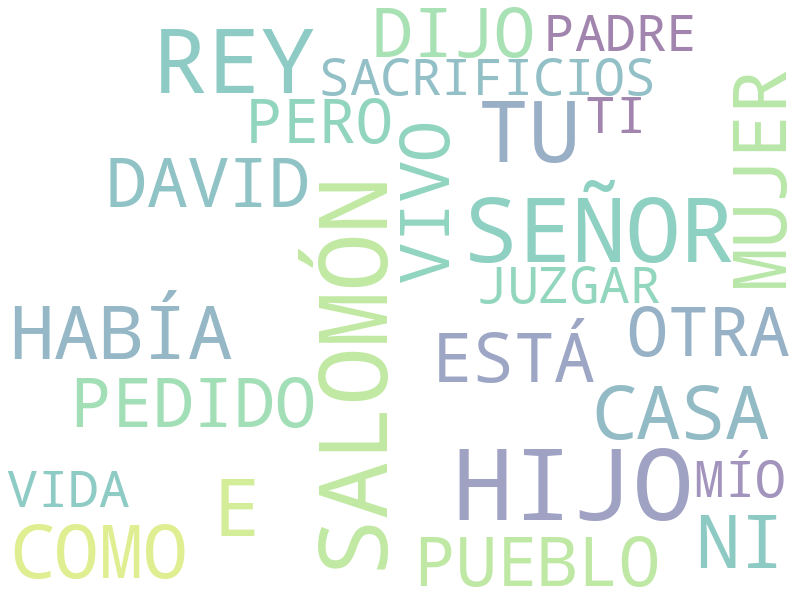 DIJO
PADRE
REY
SACRIFICIOS
PERO
TU
TI
MUJER
VIVO
DAVID
SALOMÓN
SEÑOR
JUZGAR
HABÍA
OTRA
ESTÁ
PEDIDO
CASA
HIJO
MÍO
VIDA
E
NI
COMO
PUEBLO